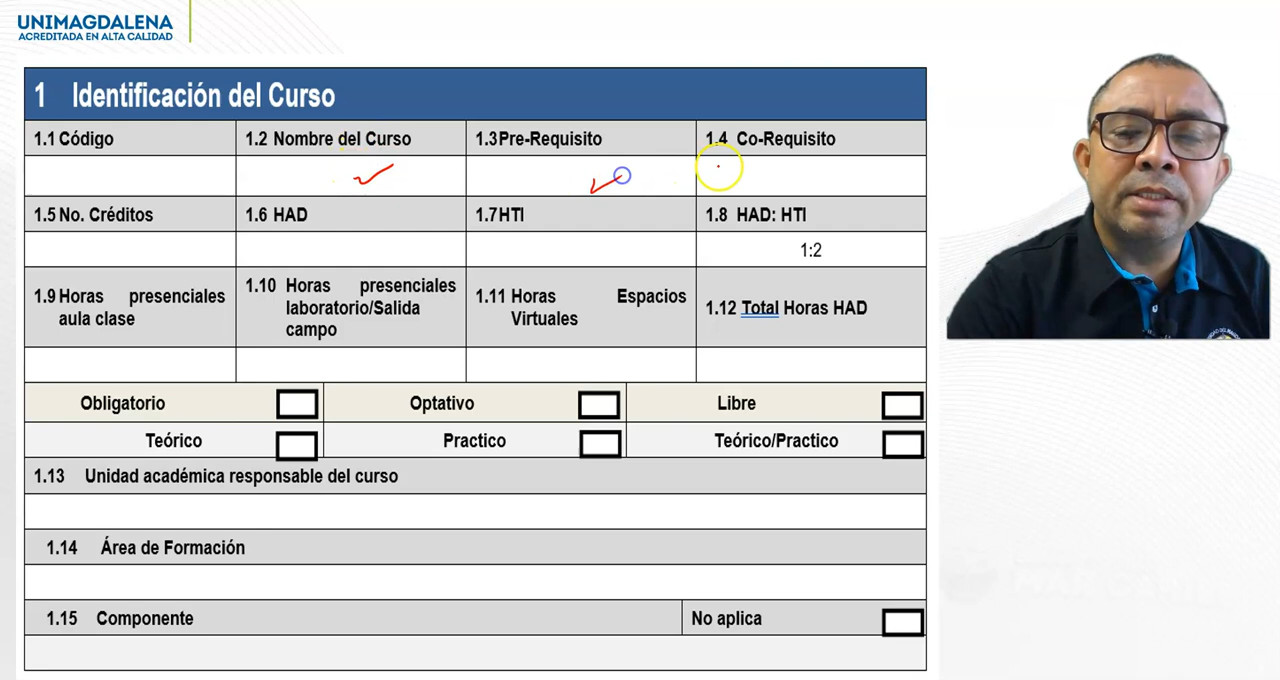 UNIMAGDALENA
ACREDITADA EN ALTA CALIDAD
1 Identificación del Curso
1.1 Código
1.2 Nombre del Curso
1.3 Pre-Requisito
1.4 Co-Requisito
1.5 No. Créditos
1.6 HAD
1.7 HTI
1.8 HAD: HTI
1:2
1.9 Horas presenciales
aula clase
1.10 Horas presenciales
laboratorio/Salida
campo
1.11 Horas Espacios
Virtuales
1.12 Total Horas HAD
Obligatorio
Optativo
Libre
Teórico
Practico
Teórico/Practico
1.13 Unidad académica responsable del curso
1.14 Área de Formación
1.15 Componente
No aplica